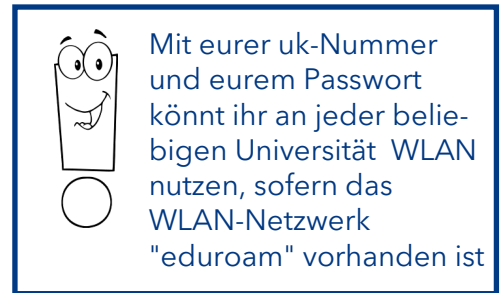 Mit eurer uk-Nummer
und eurem Passwort
könnt ihr an jeder belie-
bigen Universität WLAN
nutzen, sofern das
WLAN-Netzwerk
"eduroam" vorhanden ist